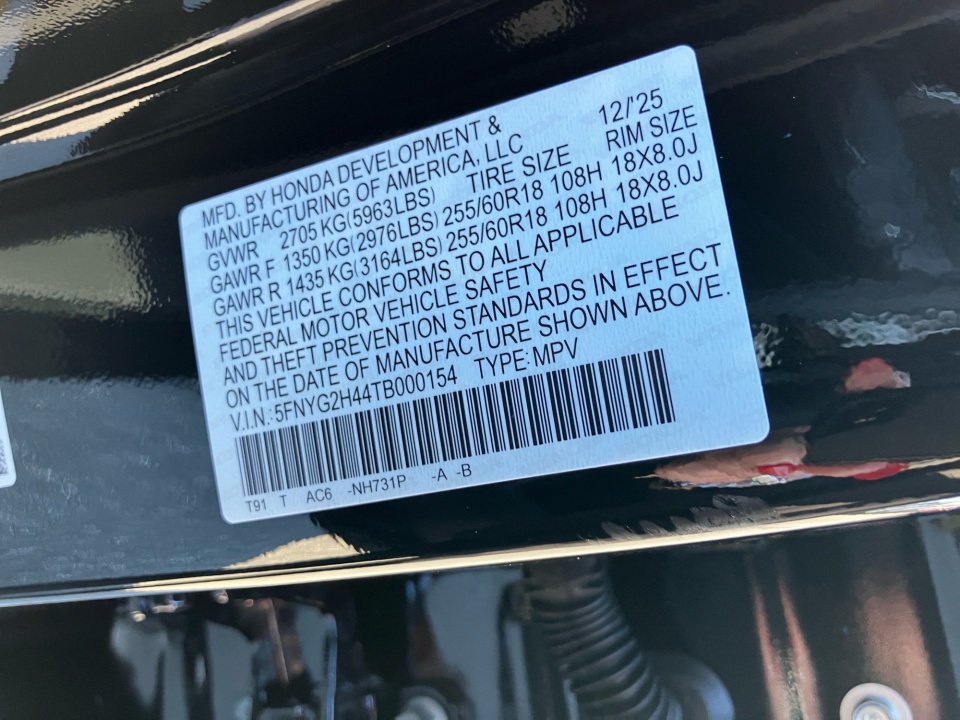 MFD. BY HONDA DEVELOPMENT &
MANUFACTURING OF AMERICA, LLC 12/'25
GVWR 2705 KG(5963LBS) TIRE SIZE RIM SIZE
GAWR F 1350 KG(2976LBS) 255/60R18 108H 18X8.0J
GAWR R 1435 KG(3164LBS) 255/60R18 108H 18X8.0J
THIS VEHICLE CONFORMS TO ALL APPLICABLE
FEDERAL MOTOR VEHICLE SAFETY
AND THEFT PREVENTION STANDARDS IN EFFECT
ON THE DATE OF MANUFACTURE SHOWN ABOVE.
V.I.N.: 5FNYG2H44TB000154 TYPE: MPV
T91 T AC6 -NH731P -A -B